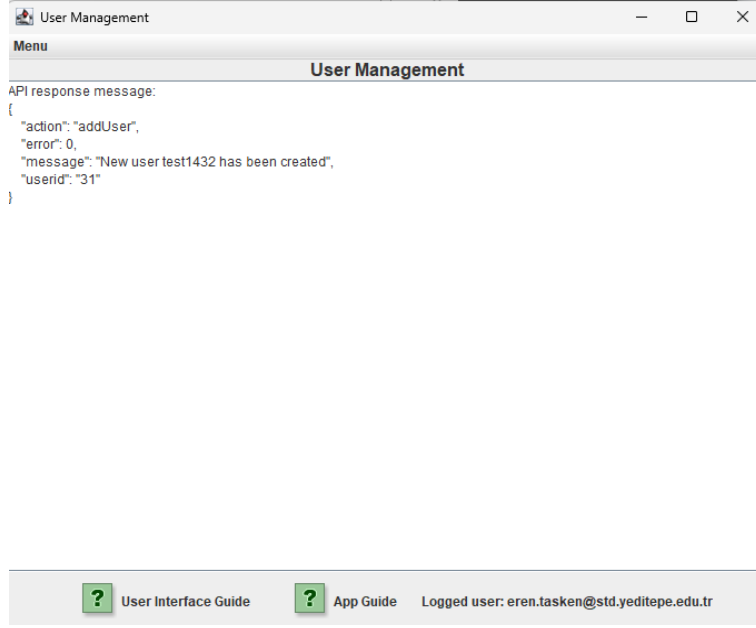 User Management
Menu
User Management
API response message:
{
"action": "addUser",
"error": 0,
"message": "New user test1432 has been created",
"userid": "31"
}
? User Interface Guide ? App Guide Logged user: eren.tasken@std.yeditepe.edu.tr